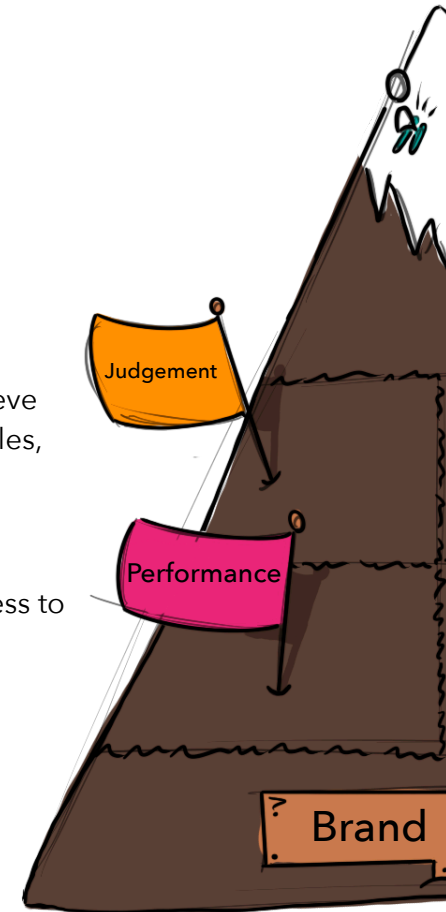 Judgement
eve
les,
Performance
ess to
Brand